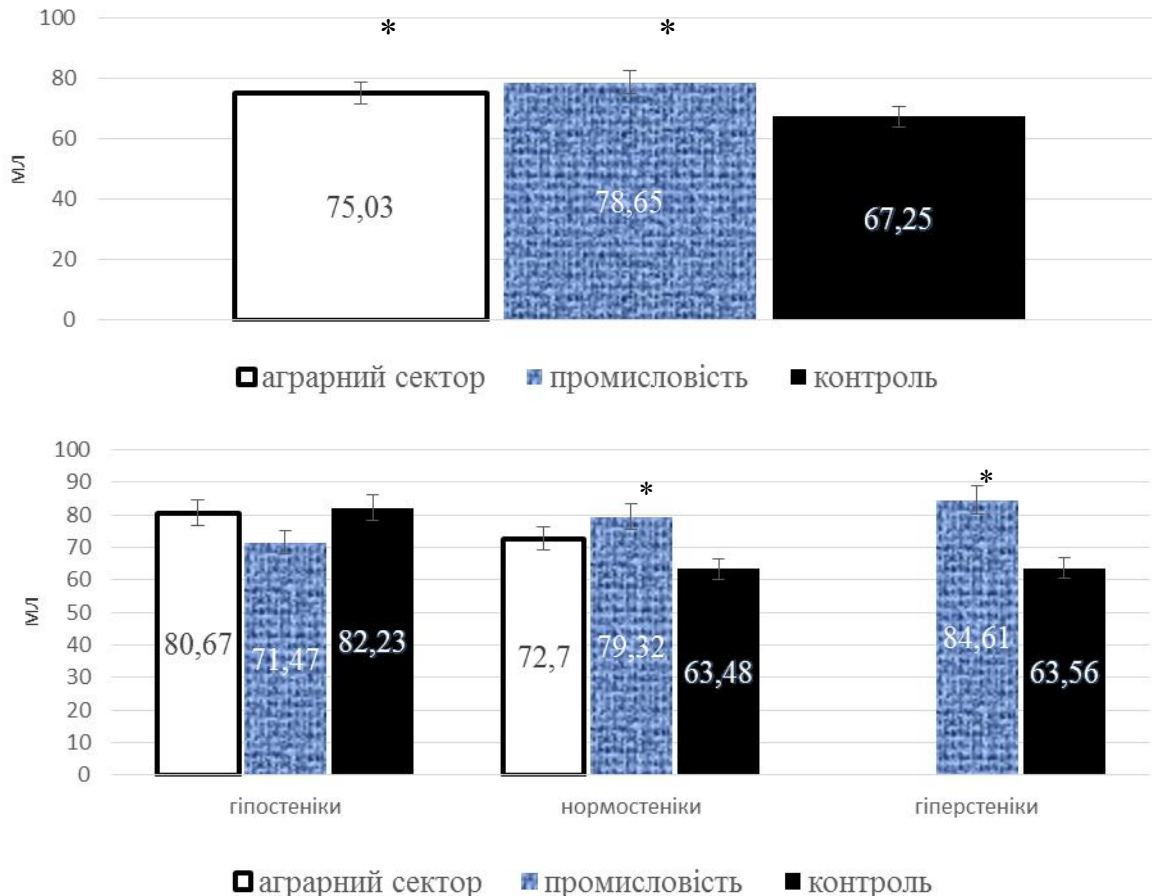 100
* *
80
60
40
20
0
мл
75,03 78,65 67,25
аграрний сектор промисловість контроль
100
90
80
70
60
50
40
30
20
10
0
мл
* *
80,67 71,47 82,23 72,7 79,32 63,48 84,61 63,56
гіпостеніки нормостеніки гіперстеніки
аграрний сектор промисловість контроль